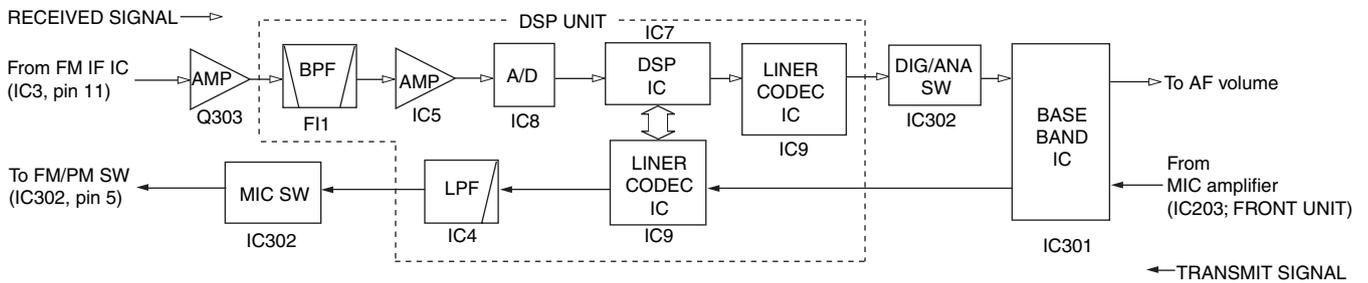 RECEIVED SIGNAL
DSP UNIT
From FM IF IC
(IC3, pin 11)
AMP
Q303
BPF
FI1
AMP
IC5
A/D
IC8
IC7
DSP
IC
LINER
CODEC
IC
IC9
DIG/ANA
SW
IC302
BASE
BAND
IC
IC301
To AF volume
To FM/PM SW
(IC302, pin 5)
MIC SW
IC302
LPF
IC4
LINER
CODEC
IC
IC9
From
MIC amplifier
(IC203; FRONT UNIT)
TRANSMIT SIGNAL